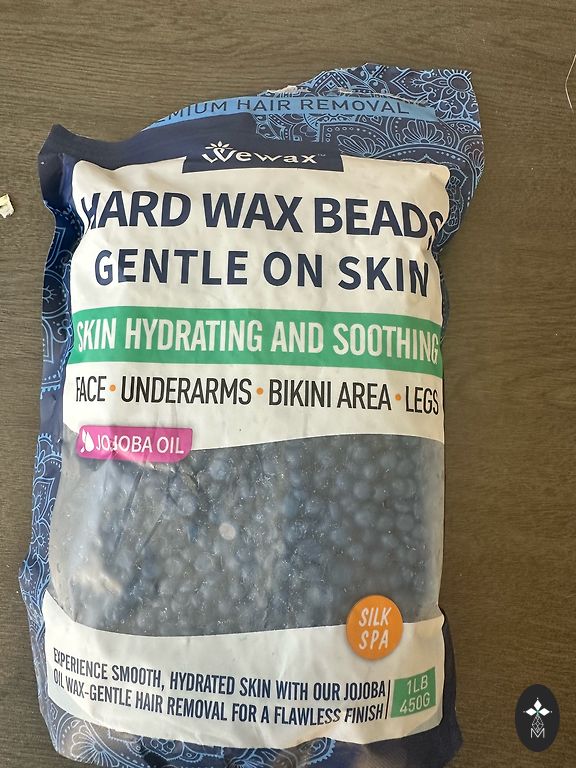 EMIUM HAIR REMOVAL
wewax
HARD WAX BEADS
GENTLE ON SKIN
SKIN HYDRATING AND SOOTHING
FACE • UNDERARMS • BIKINI AREA • LEGS
JOJOBA OIL
SILK
SPA
EXPERIENCE SMOOTH, HYDRATED SKIN WITH OUR JOJOBA
OIL WAX-GENTLE HAIR REMOVAL FOR A FLAWLESS FINISH
1LB
450G
M